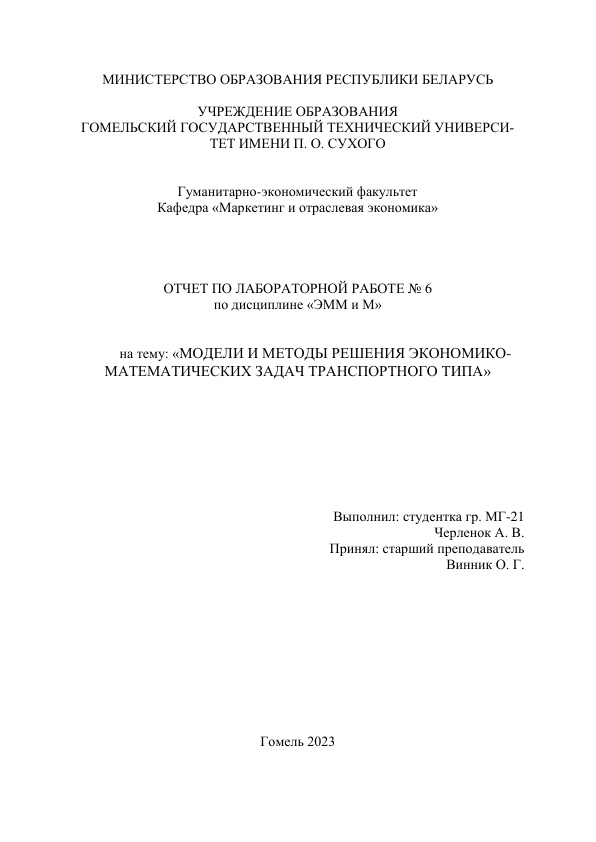 МИНИСТЕРСТВО ОБРАЗОВАНИЯ РЕСПУБЛИКИ БЕЛАРУСЬ
УЧРЕЖДЕНИЕ ОБРАЗОВАНИЯ
ГОМЕЛЬСКИЙ ГОСУДАРСТВЕННЫЙ ТЕХНИЧЕСКИЙ УНИВЕРСИ-
ТЕТ ИМЕНИ П. О. СУХОГО
Гуманитарно-экономический факультет
Кафедра «Маркетинг и отраслевая экономика»
ОТЧЕТ ПО ЛАБОРАТОРНОЙ РАБОТЕ № 6
по дисциплине «ЭММ и М»
на тему: «МОДЕЛИ И МЕТОДЫ РЕШЕНИЯ ЭКОНОМИКО-
МАТЕМАТИЧЕСКИХ ЗАДАЧ ТРАНСПОРТНОГО ТИПА»
Выполнил: студентка гр. МГ-21
Черленок А. В.
Принял: старший преподаватель
Винник О. Г.
Гомель 2023